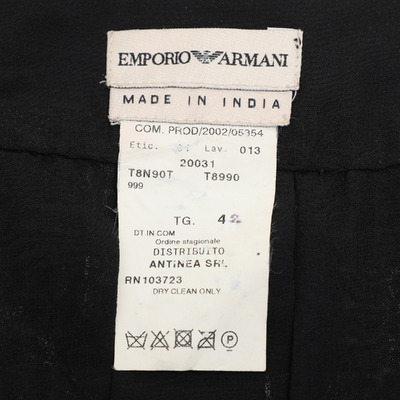 EMPORIO ARMANI
MADE IN INDIA
COM. PROD/2002/05354
Etic. Lav. 013
20031
T8N90T T8990
999
TG. 42
DT.IN COM
Ordine stagionale
DISTRIBUITO
ANTINEA SRL
RN103723
DRY CLEAN ONLY
P